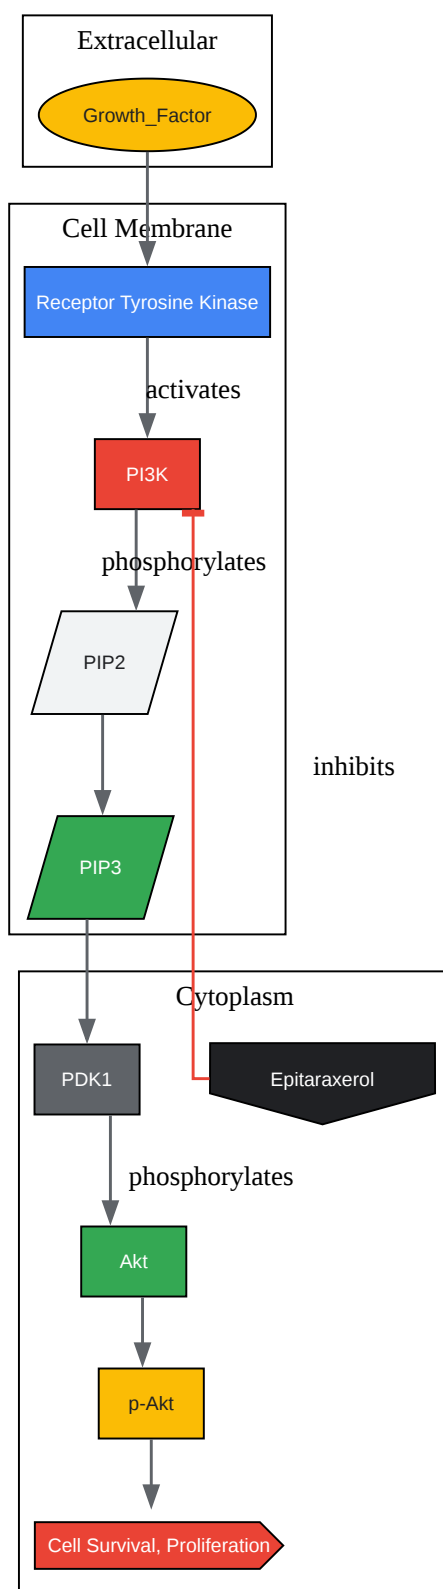 Extracellular
Growth_Factor
Cell Membrane
Receptor Tyrosine Kinase
activates
PI3K
phosphorylates
PIP2
inhibits
PIP3
Cytoplasm
PDK1
Epitaraxerol
phosphorylates
Akt
p-Akt
Cell Survival, Proliferation